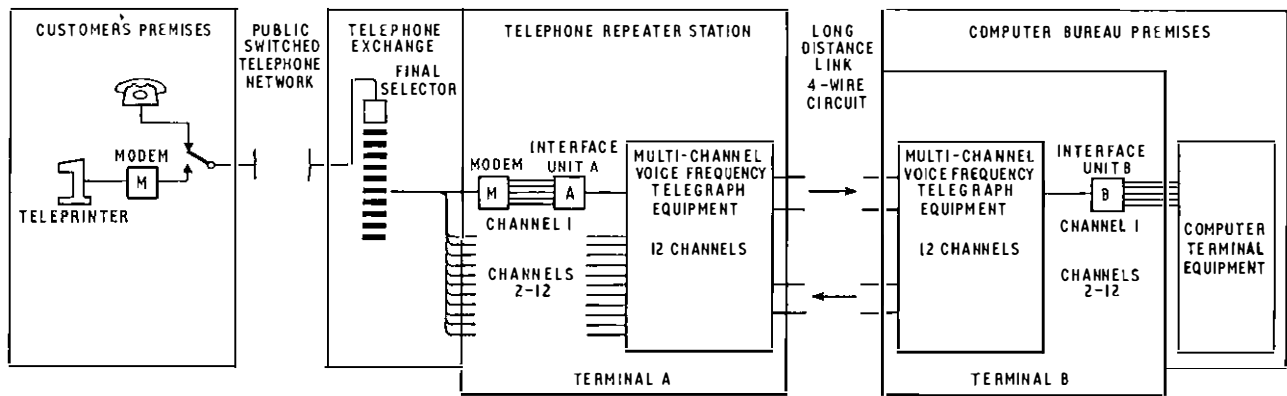 CUSTOMER'S PREMISES
MODEM
M
TELEPRINTER
PUBLIC
SWITCHED
TELEPHONE
NETWORK
TELEPHONE
EXCHANGE
FINAL
SELECTOR
TELEPHONE REPEATER STATION
MODEM
M
INTERFACE
UNIT A
A
CHANNEL 1
CHANNELS
2-12
MULTI-CHANNEL
VOICE FREQUENCY
TELEGRAPH
EQUIPMENT
12 CHANNELS
TERMINAL A
LONG
DISTANCE
LINK
4-WIRE
CIRCUIT
COMPUTER BUREAU PREMISES
MULTI-CHANNEL
VOICE FREQUENCY
TELEGRAPH
EQUIPMENT
12 CHANNELS
INTERFACE
UNIT B
B
CHANNEL 1
CHANNELS
2-12
COMPUTER
TERMINAL
EQUIPMENT
TERMINAL B